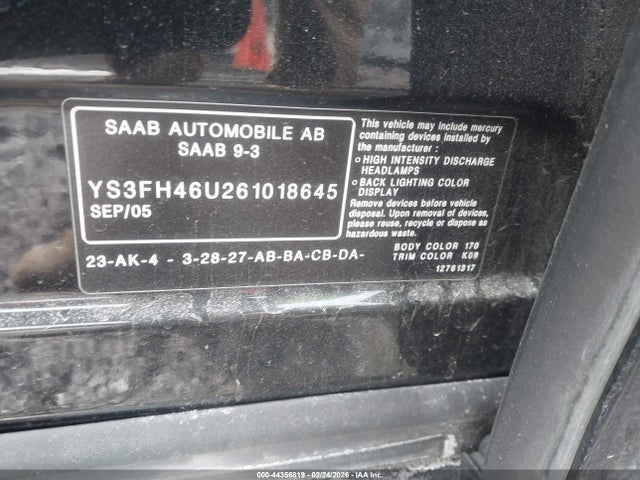 SAAB AUTOMOBILE AB
SAAB 9-3
YS3FH46U261018645
SEP/05
23-AK-4 - 3-28-27-AB-BA-CB-DA-
This vehicle may include mercury
containing devices installed by
manufacturer:
o HIGH INTENSITY DISCHARGE
HEADLAMPS
o BACK LIGHTING COLOR
DISPLAY
Remove devices before vehicle
disposal. Upon removal of devices,
please reuse, recycle or dispose as
hazardous waste.
BODY COLOR 170
TRIM COLOR K09
12761317
000-44356819 - 02/24/2026 - IAA Inc.